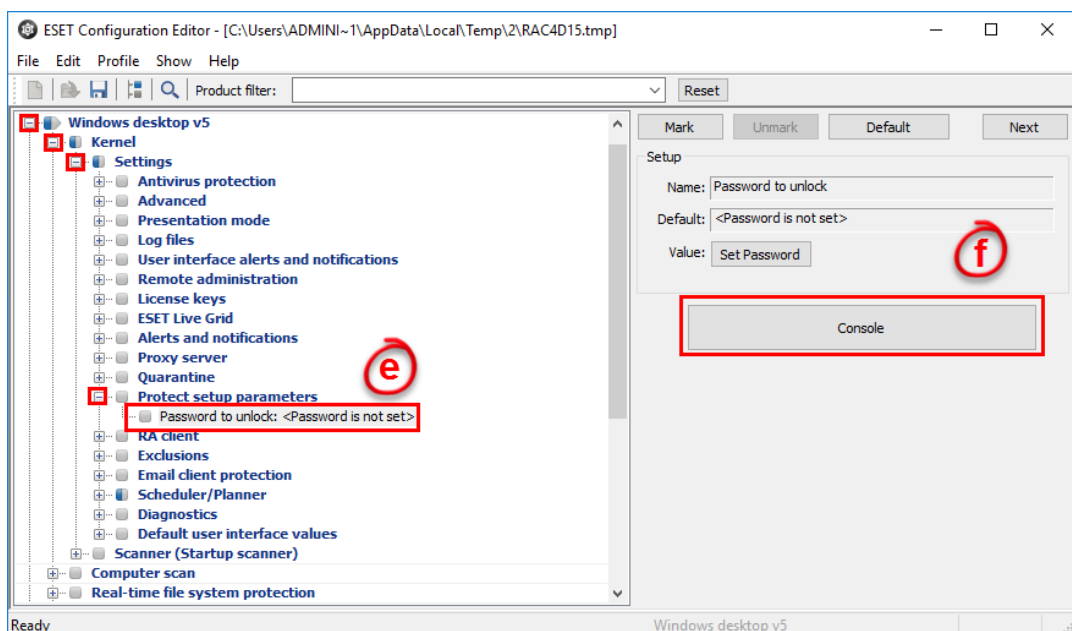 ESET Configuration Editor - [C:\Users\ADMINI~1\AppData\Local\Temp\2\RAC4D15.tmp]
File Edit Profile Show Help
Product filter: Reset
Windows desktop v5
Kernel
Settings
Antivirus protection
Advanced
Presentation mode
Log files
User interface alerts and notifications
Remote administration
License keys
ESET Live Grid
Alerts and notifications
Proxy server
Quarantine
Protect setup parameters
Password to unlock: <Password is not set>
RA client
Exclusions
Email client protection
Scheduler/Planner
Diagnostics
Default user interface values
Scanner (Startup scanner)
Computer scan
Real-time file system protection
e
Mark Unmark Default Next
Setup
Name: Password to unlock
Default: <Password is not set>
Value: Set Password
f
Console
Ready Windows desktop v5